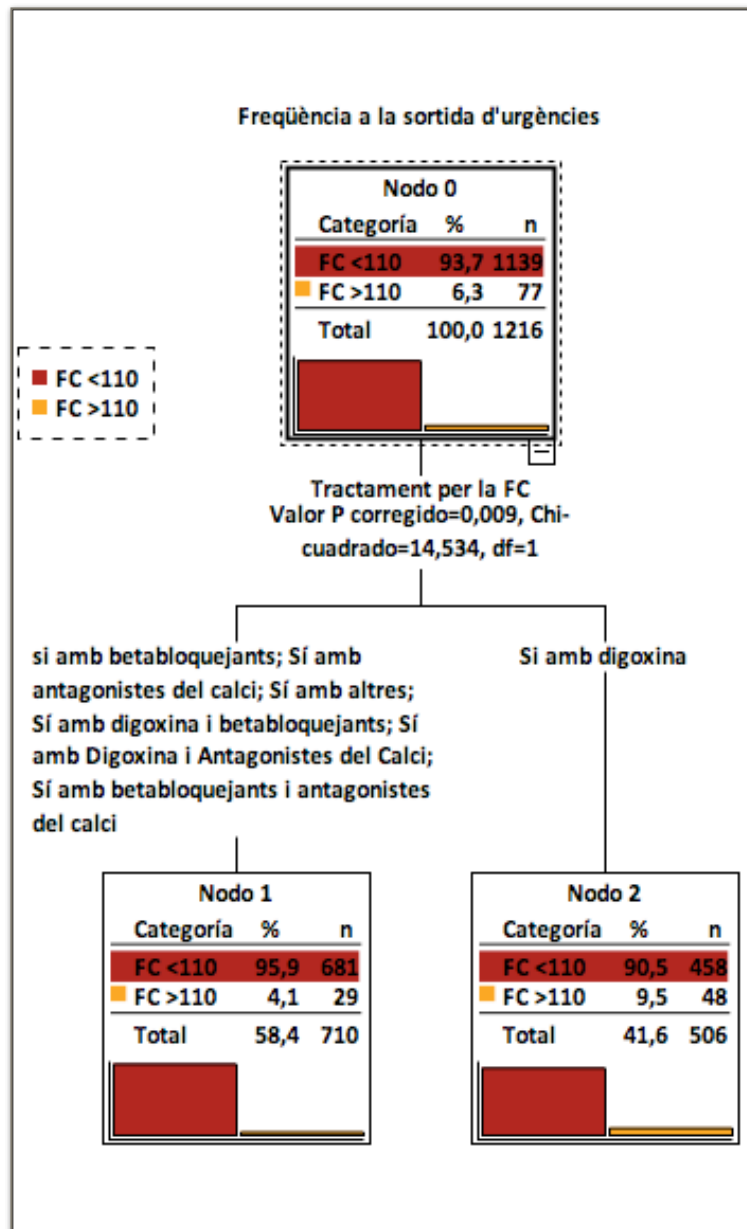 Freqüència a la sortida d'urgències
Nodo 0
Categoría % n
FC <110 93,7 1139
FC >110 6,3 77
Total 100,0 1216
FC <110
FC >110
Tractament per la FC
Valor P corregido=0,009, Chi-
cuadrado=14,534, df=1
si amb betabloquejants; Sí amb
antagonistes del calci; Sí amb altres;
Sí amb digoxina i betabloquejants; Sí
amb Digoxina i Antagonistes del Calci;
Sí amb betabloquejants i antagonistes
del calci
Si amb digoxina
Nodo 1
Categoría % n
FC <110 95,9 681
FC >110 4,1 29
Total 58,4 710
Nodo 2
Categoría % n
FC <110 90,5 458
FC >110 9,5 48
Total 41,6 506